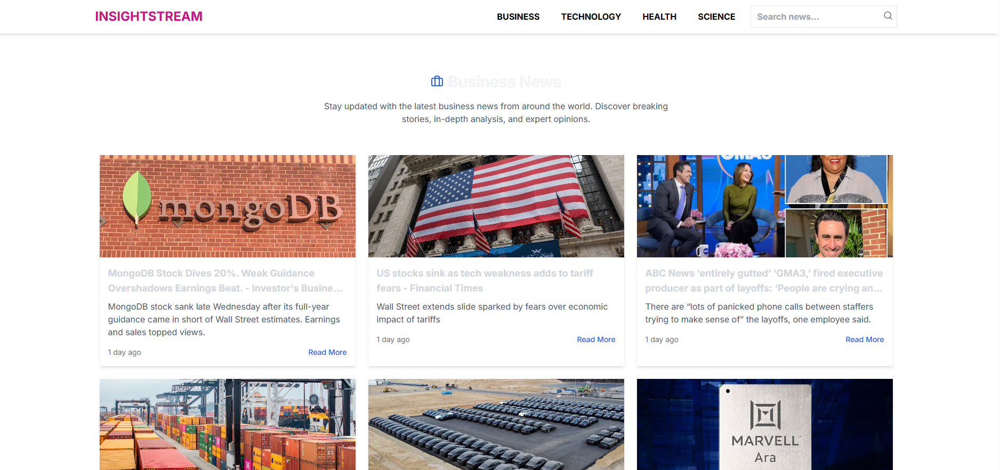 INSIGHTSTREAM
BUSINESS
TECHNOLOGY
HEALTH
SCIENCE
Search news...
Business News
Stay updated with the latest business news from around the world. Discover breaking
stories, in-depth analysis, and expert opinions.
mongoDB
GMA3
MongoDB Stock Dives 20%. Weak Guidance
Overshadows Earnings Beat. - Investor's Busine...
MongoDB stock sank late Wednesday after its full-year
guidance came in short of Wall Street estimates. Earnings
and sales topped views.
1 day ago
Read More
US stocks sink as tech weakness adds to tariff
fears - Financial Times
Wall Street extends slide sparked by fears over economic
impact of tariffs
1 day ago
Read More
ABC News ‘entirely gutted’ ‘GMA3,’ fired executive
producer as part of layoffs: ‘People are crying an...
There are “lots of panicked phone calls between staffers
trying to make sense of” the layoffs, one employee said.
1 day ago
Read More
MARVELL™
Ara